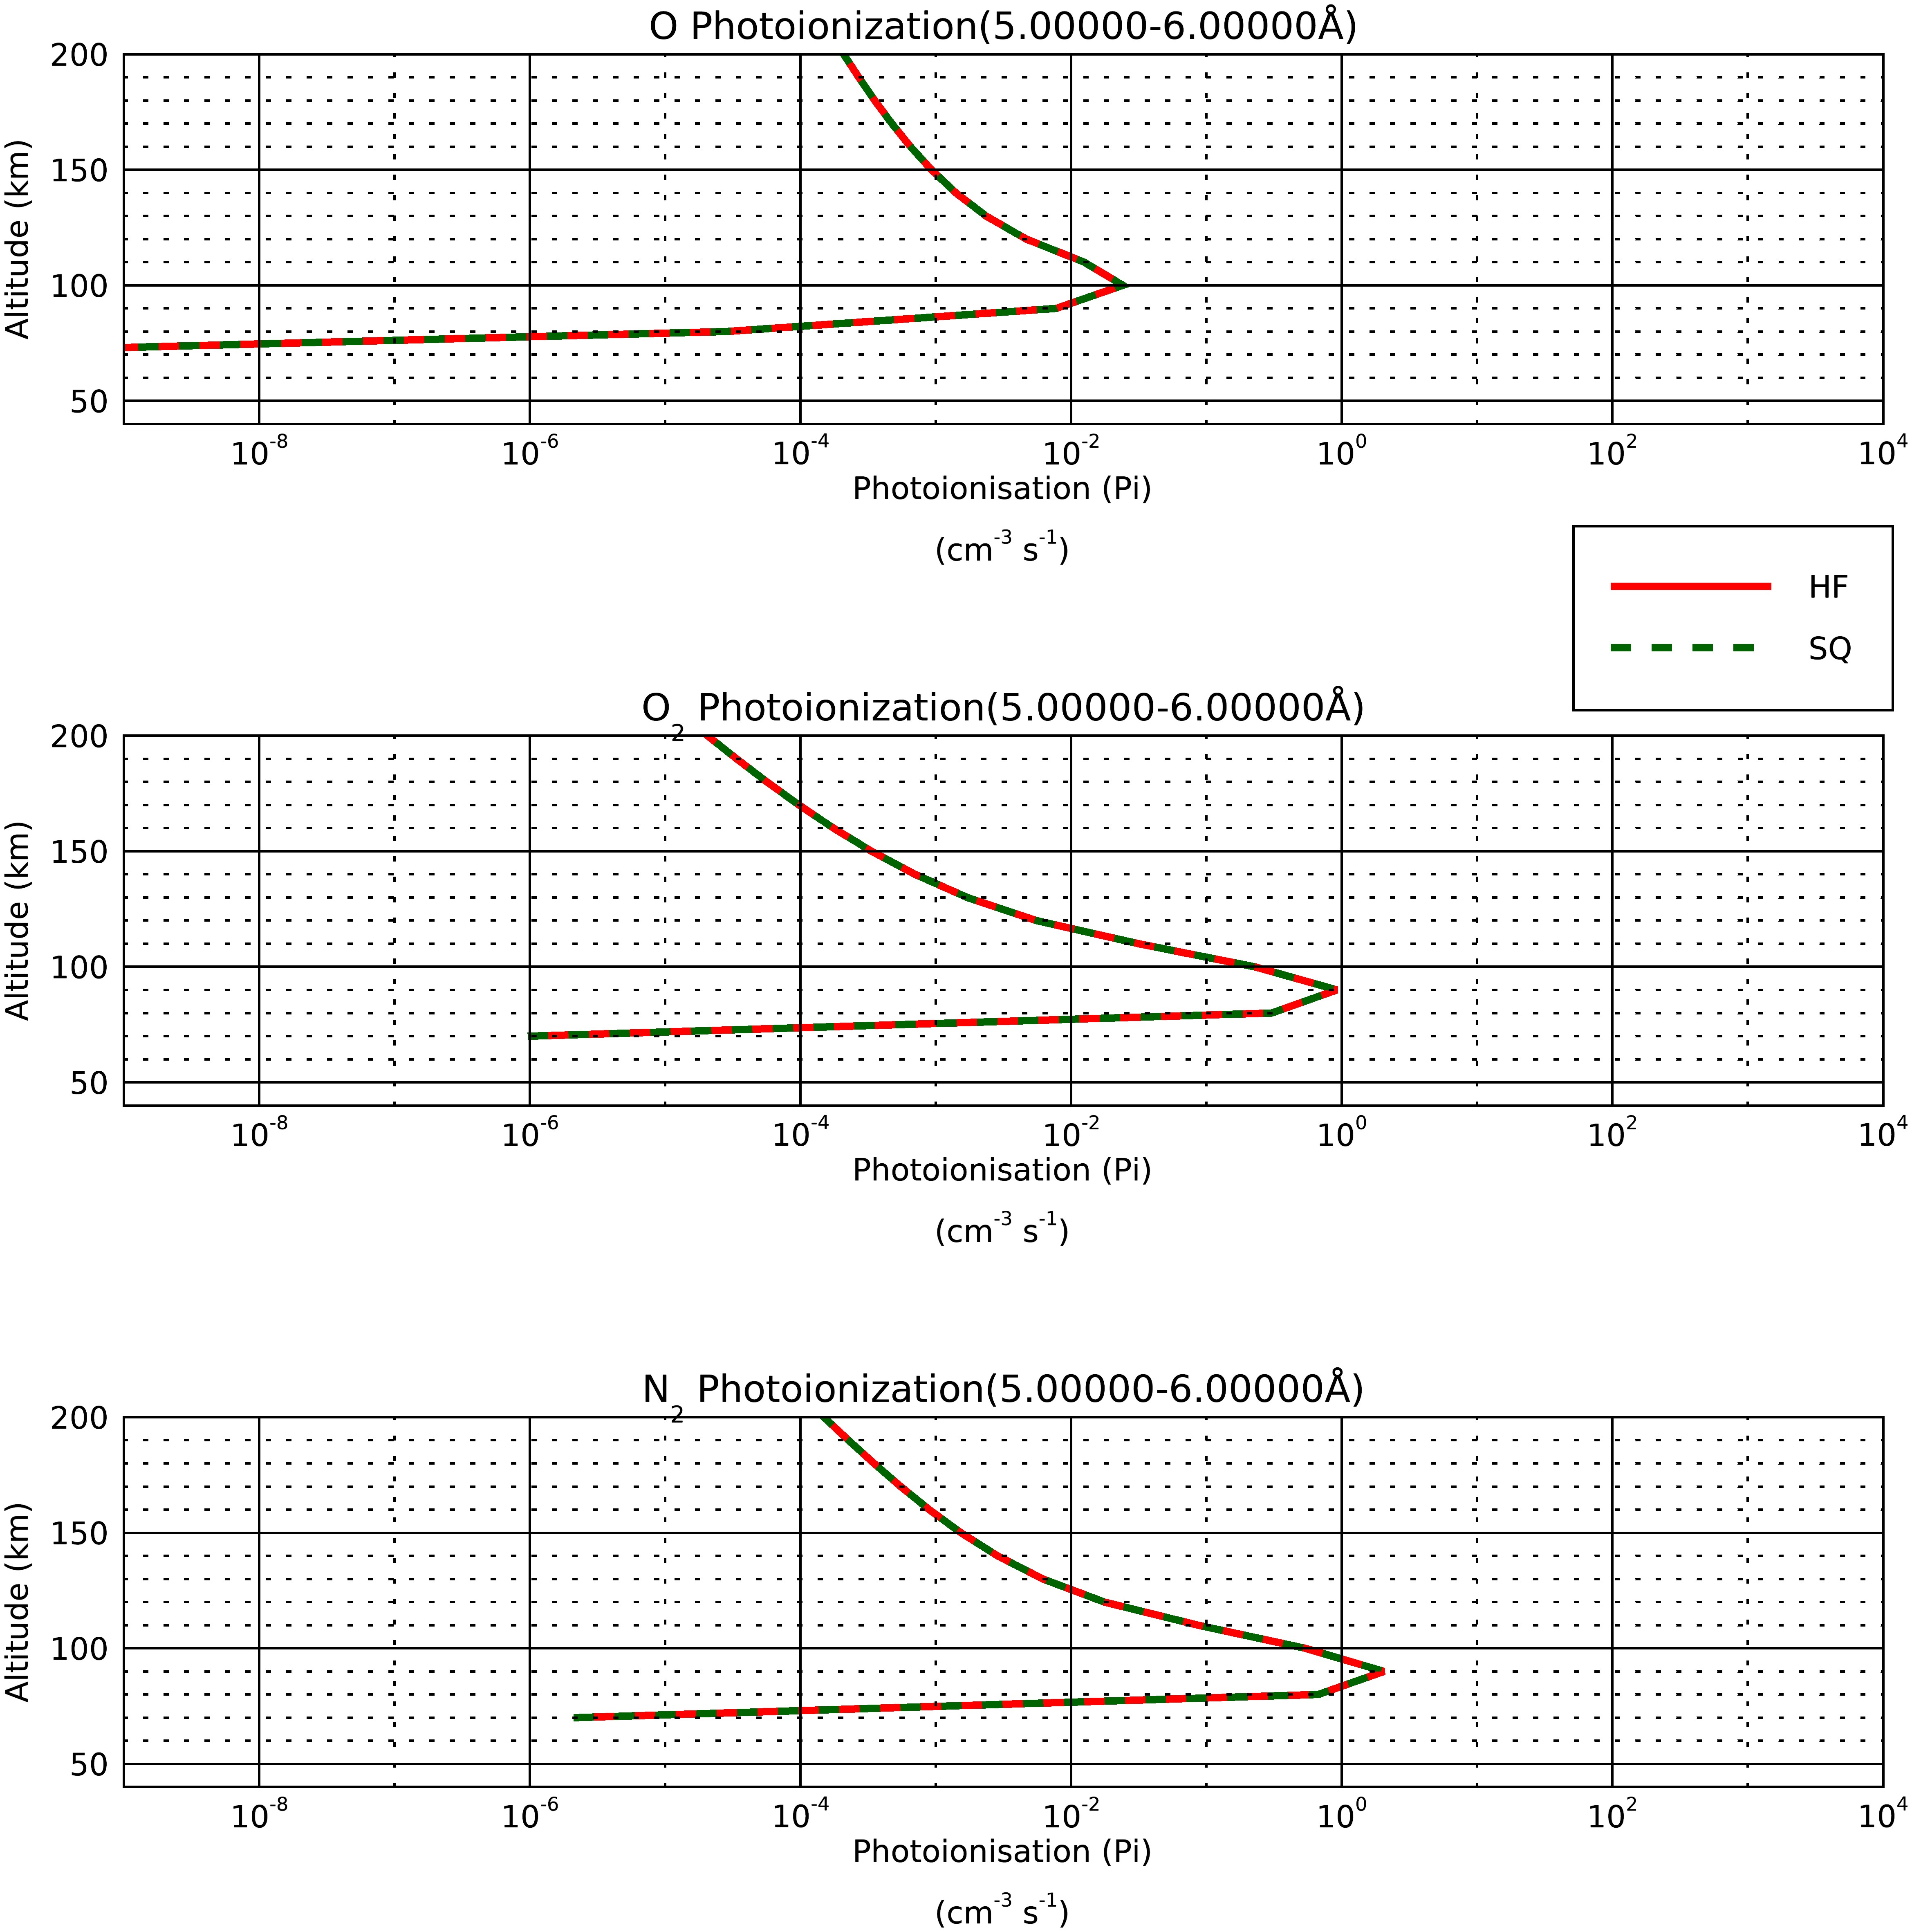 O Photoionization(5.00000-6.00000Å)
200
150
100
50
Altitude (km)
10-8 10-6 10-4 10-2 100 102 104
Photoionisation (Pi)
(cm-3 s-1)
HF
SQ
O2 Photoionization(5.00000-6.00000Å)
200
150
100
50
Altitude (km)
10-8 10-6 10-4 10-2 100 102 104
Photoionisation (Pi)
(cm-3 s-1)
N2 Photoionization(5.00000-6.00000Å)
200
150
100
50
Altitude (km)
10-8 10-6 10-4 10-2 100 102 104
Photoionisation (Pi)
(cm-3 s-1)